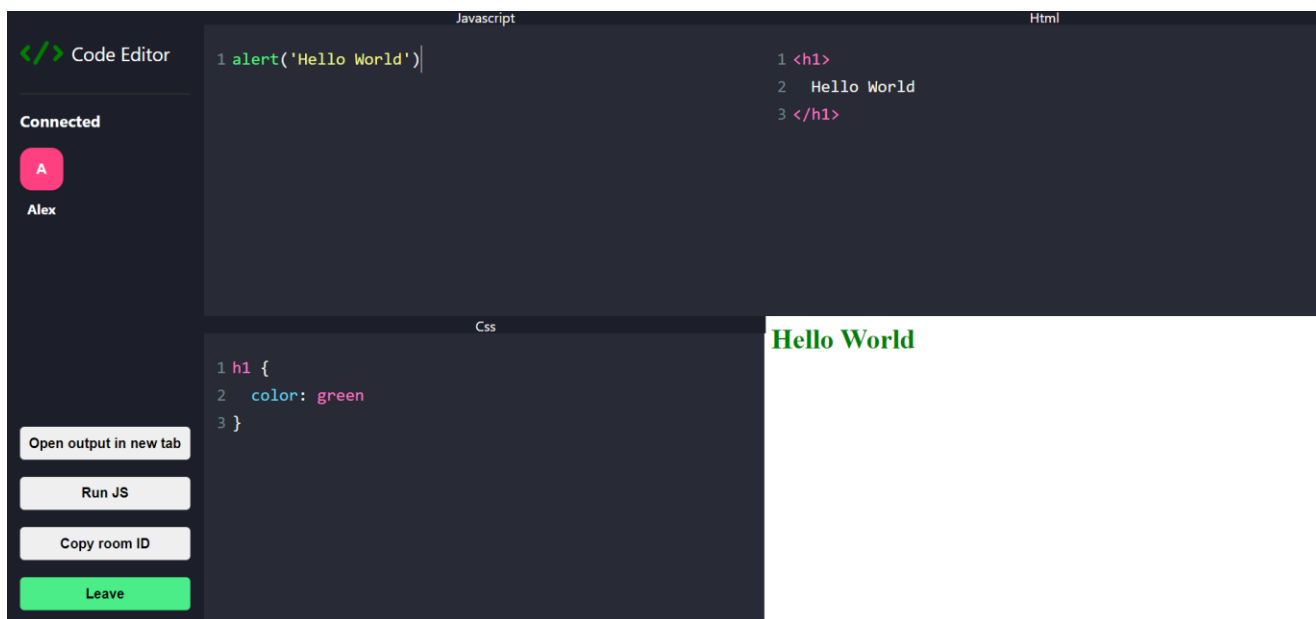 </> Code Editor
Connected
A
Alex
Open output in new tab
Run JS
Copy room ID
Leave
Javascript
1 alert('Hello World')
Html
1 <h1>
2   Hello World
3 </h1>
Css
1 h1 {
2   color: green
3 }
Hello World